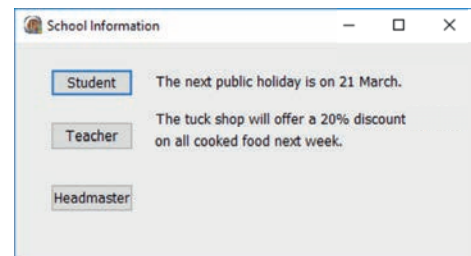 School Information
Student
The next public holiday is on 21 March.
Teacher
The tuck shop will offer a 20% discount
on all cooked food next week.
Headmaster